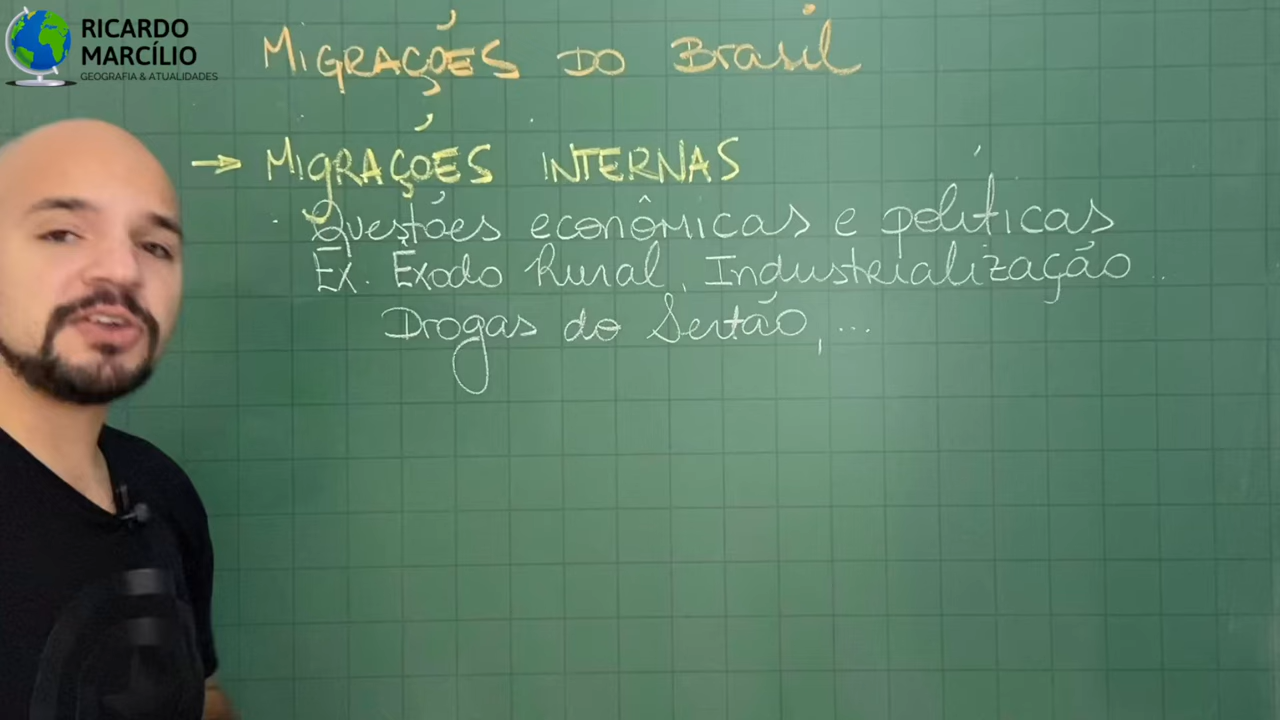 RICARDO
MARCÍLIO
GEOGRAFIA & ATUALIDADES
MIGRAÇÕES DO Brasil
→ MIGRAÇÕES INTERNAS
· Questões econômicas e políticas
Ex. Êxodo Rural, Industrialização
Drogas do Sertão, ...